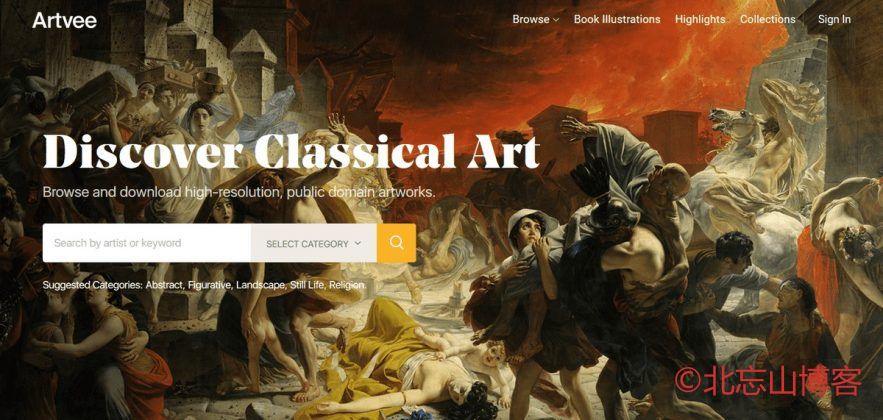 Artvee
Browse Book Illustrations Highlights Collections Sign In
Discover Classical Art
Browse and download high-resolution, public domain artworks.
Search by artist or keyword
SELECT CATEGORY
Suggested Categories: Abstract, Figurative, Landscape, Still Life, Religion.
©北忘山博客